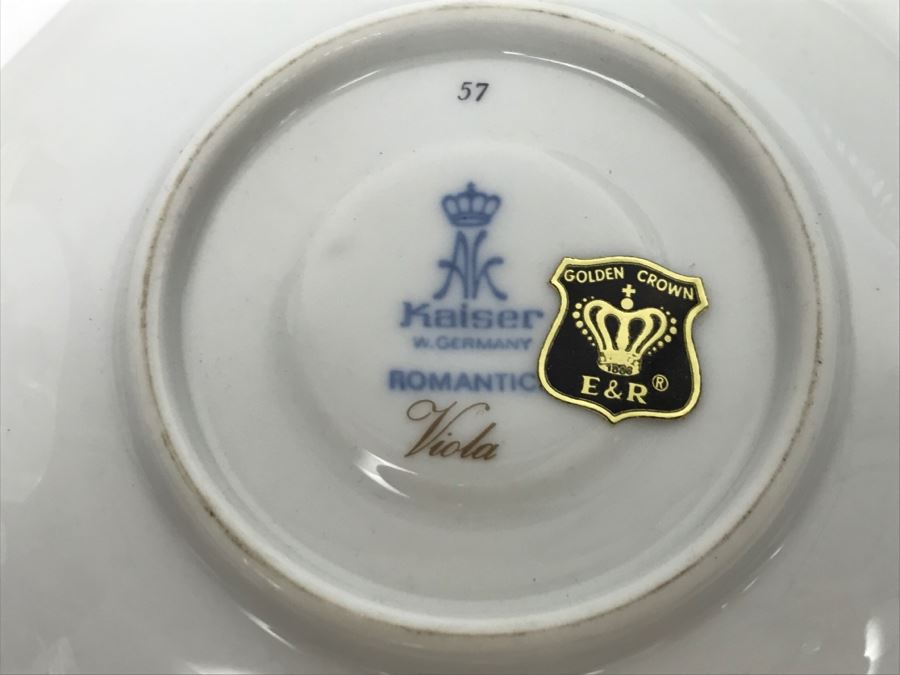 57
AK
Kaiser
W. GERMANY
ROMANTIC
Viola
GOLDEN CROWN
E&R®